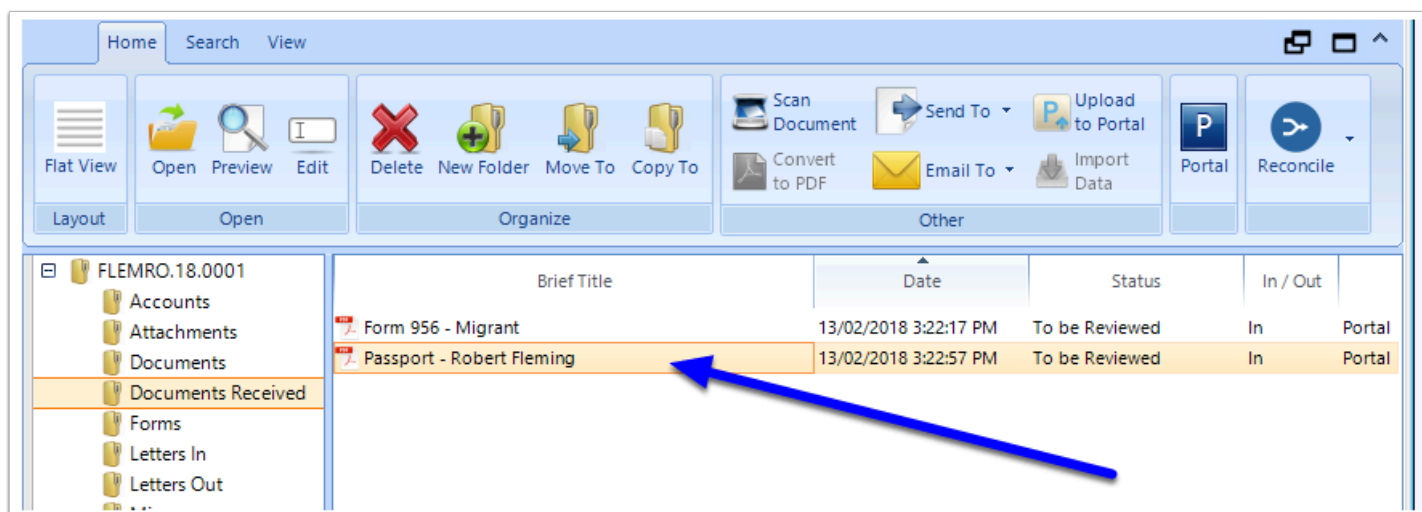 Home Search View
Flat View
Layout
Open Preview Edit
Open
Delete New Folder Move To Copy To
Organize
Scan Document
Send To
P Upload to Portal
Convert to PDF
Email To
Import Data
Other
P
Portal
Reconcile
FLEMRO.18.0001
Accounts
Attachments
Documents
Documents Received
Forms
Letters In
Letters Out
Brief Title Date Status In / Out
PDF Form 956 - Migrant 13/02/2018 3:22:17 PM To be Reviewed In Portal
PDF Passport - Robert Fleming 13/02/2018 3:22:57 PM To be Reviewed In Portal